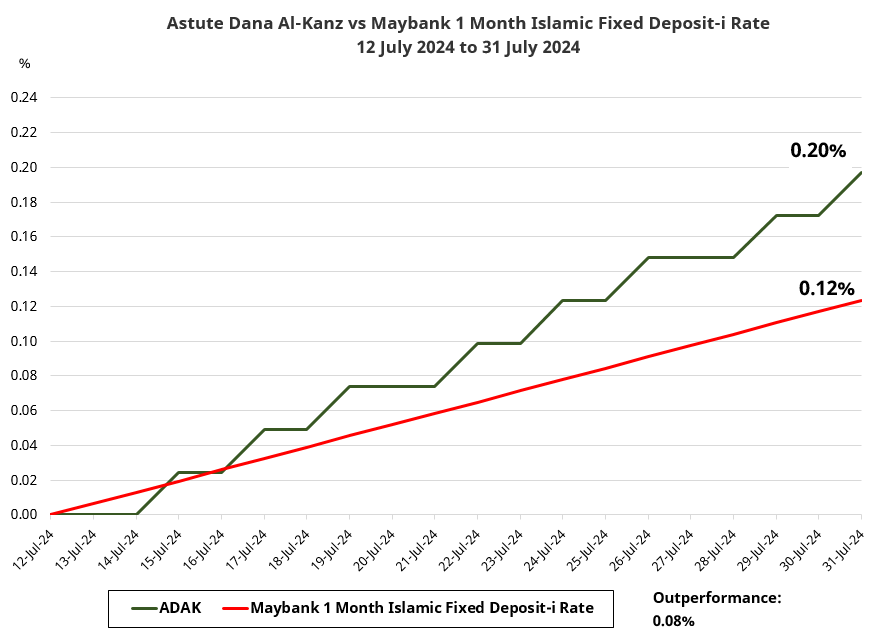 Astute Dana Al-Kanz vs Maybank 1 Month Islamic Fixed Deposit-i Rate
12 July 2024 to 31 July 2024
%
0.24
0.22
0.20
0.18
0.16
0.14
0.12
0.10
0.08
0.06
0.04
0.02
0.00
0.20%
0.12%
12-Jul-24
13-Jul-24
14-Jul-24
15-Jul-24
16-Jul-24
17-Jul-24
18-Jul-24
19-Jul-24
20-Jul-24
21-Jul-24
22-Jul-24
23-Jul-24
24-Jul-24
25-Jul-24
26-Jul-24
27-Jul-24
28-Jul-24
29-Jul-24
30-Jul-24
31-Jul-24
ADAK
Maybank 1 Month Islamic Fixed Deposit-i Rate
Outperformance:
0.08%